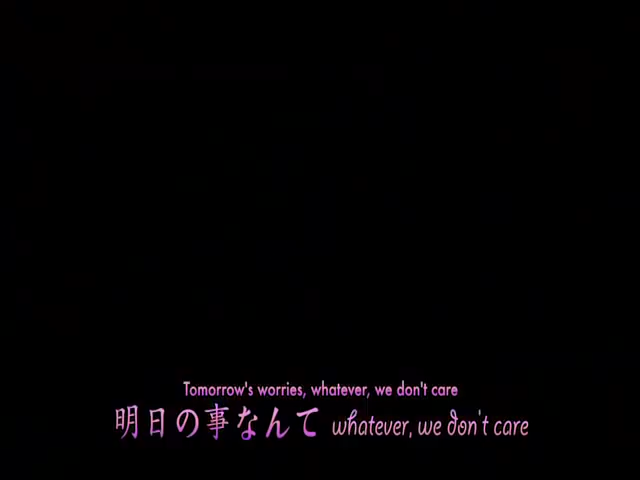 Tomorrow's worries, whatever, we don't care
明日の事なんて whatever, we don't care